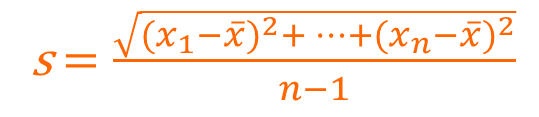 s = √((x₁−x̄)²+ ⋯+(xₙ−x̄)²) / n−1